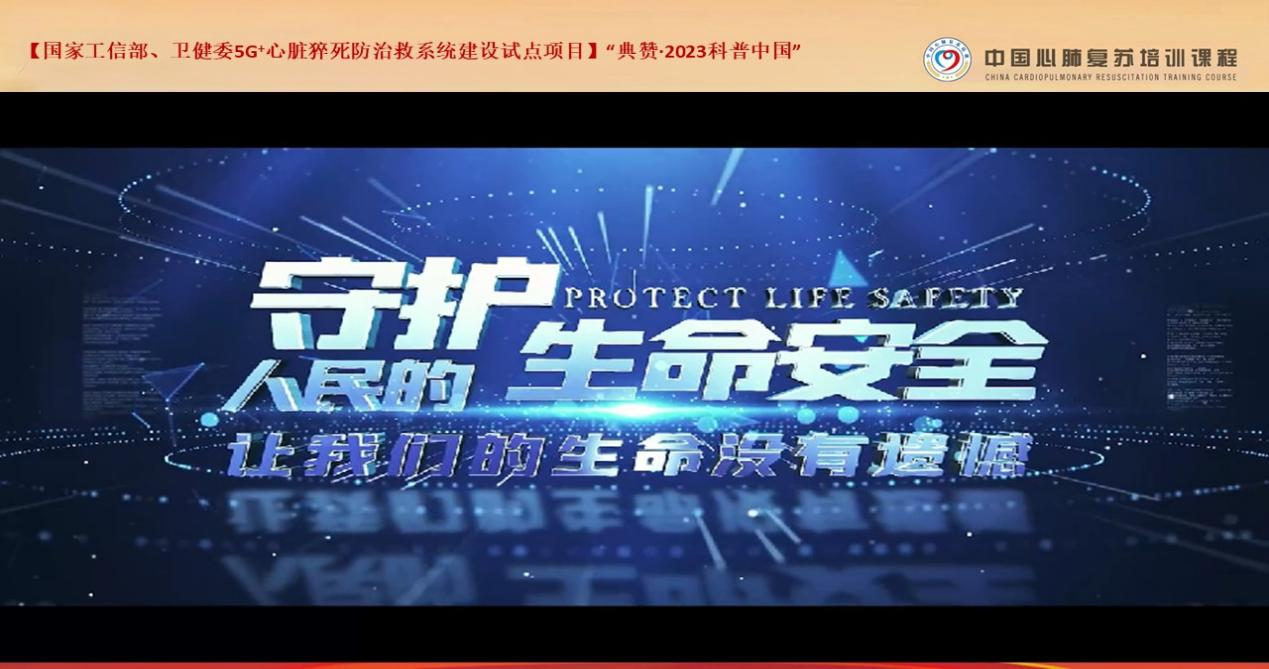 【国家工信部、卫健委5G⁺心脏猝死防治救系统建设试点项目】“典赞·2023科普中国”
中国心肺复苏培训课程
CHINA CARDIOPULMONARY RESUSCITATION TRAINING COURSE
守护
PROTECT LIFE SAFETY
人民的
生命安全
让我们的生命没有遗憾